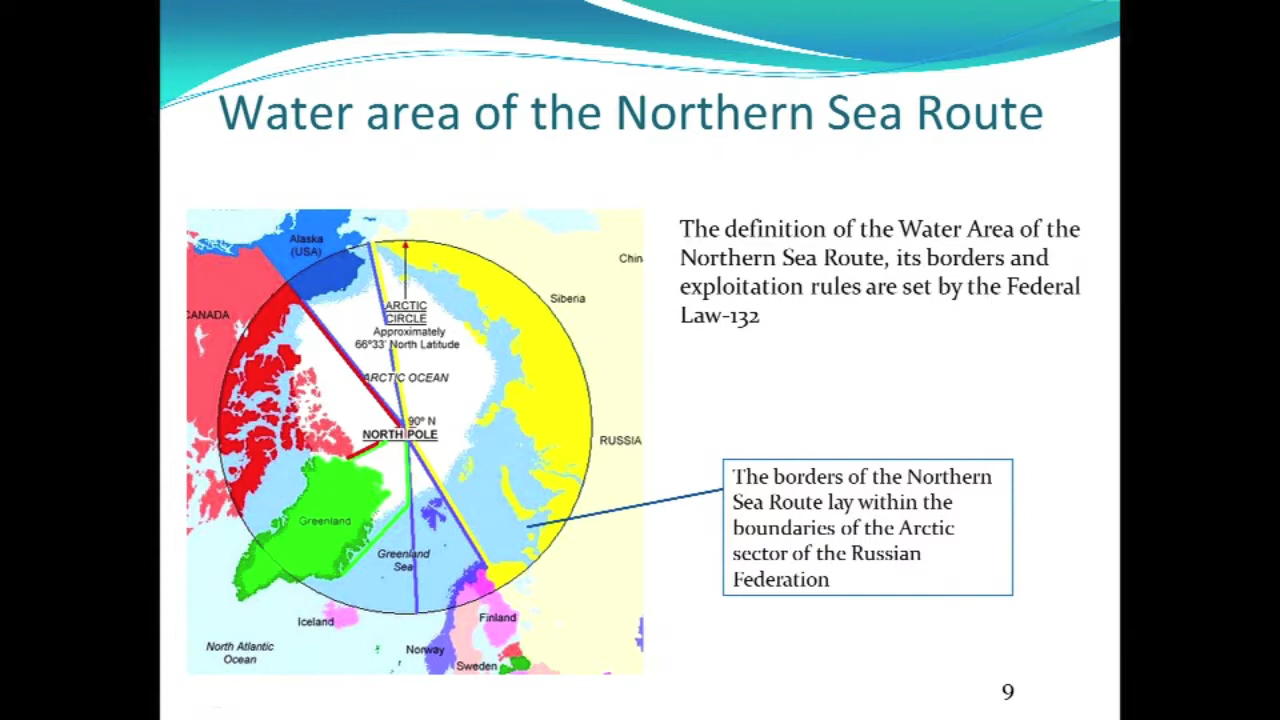 Water area of the Northern Sea Route
Alaska
(USA)
CANADA
ARCTIC
CIRCLE
Approximately
66º33' North Latitude
ARCTIC OCEAN
90º N
NORTH POLE
Greenland
Greenland
Sea
Iceland
North Atlantic
Ocean
Norway
Sweden
Finland
Siberia
Chin
RUSSIA
The definition of the Water Area of the
Northern Sea Route, its borders and
exploitation rules are set by the Federal
Law-132
The borders of the Northern
Sea Route lay within the
boundaries of the Arctic
sector of the Russian
Federation
9